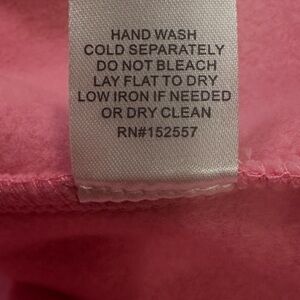 HAND WASH
COLD SEPARATELY
DO NOT BLEACH
LAY FLAT TO DRY
LOW IRON IF NEEDED
OR DRY CLEAN
RN#152557